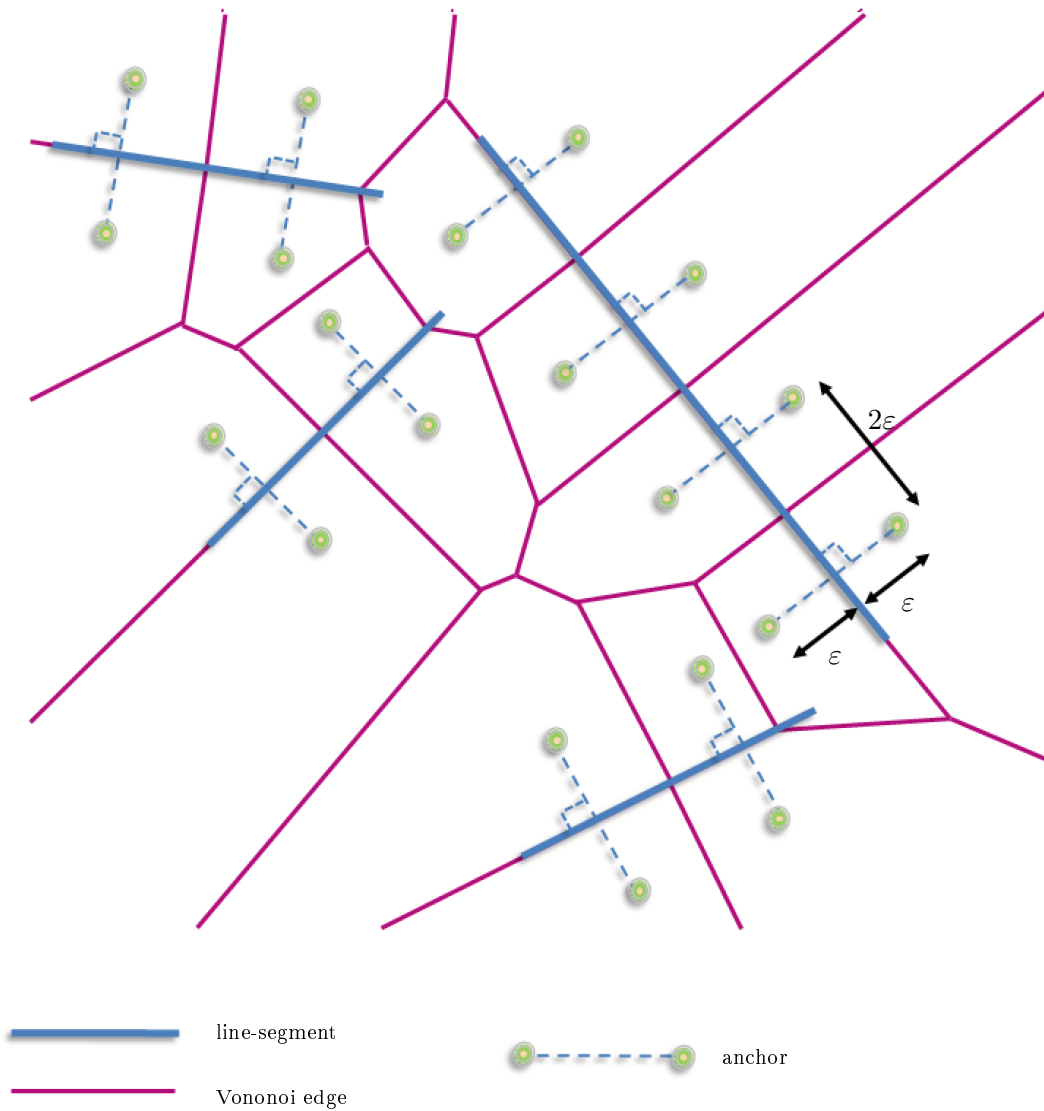 2ε
ε
ε
line-segment
anchor
Vononoi edge